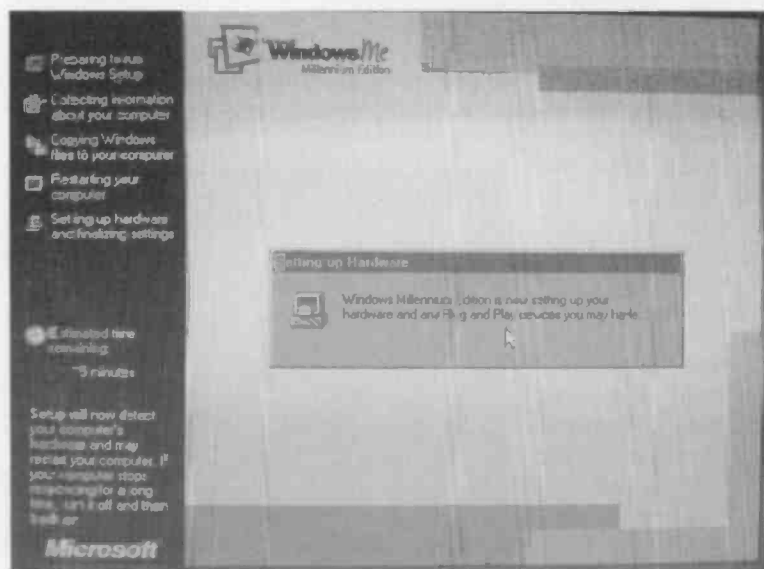 Preparing to run
Windows Setup
Collecting information
about your computer
Copying Windows
files to your computer
Restarting your
computer
Setting up hardware
and finalizing settings
Estimated time
remaining:
Setup will now detect
your computer's
hardware and may
restart your computer. If
your computer stops
responding for a long
time, turn it off and then
back on.
Microsoft
Windows Me
Millennium Edition
Setting up Hardware
Windows Millennium Edition is now setting up your
hardware and any Plug and Play devices you may have.